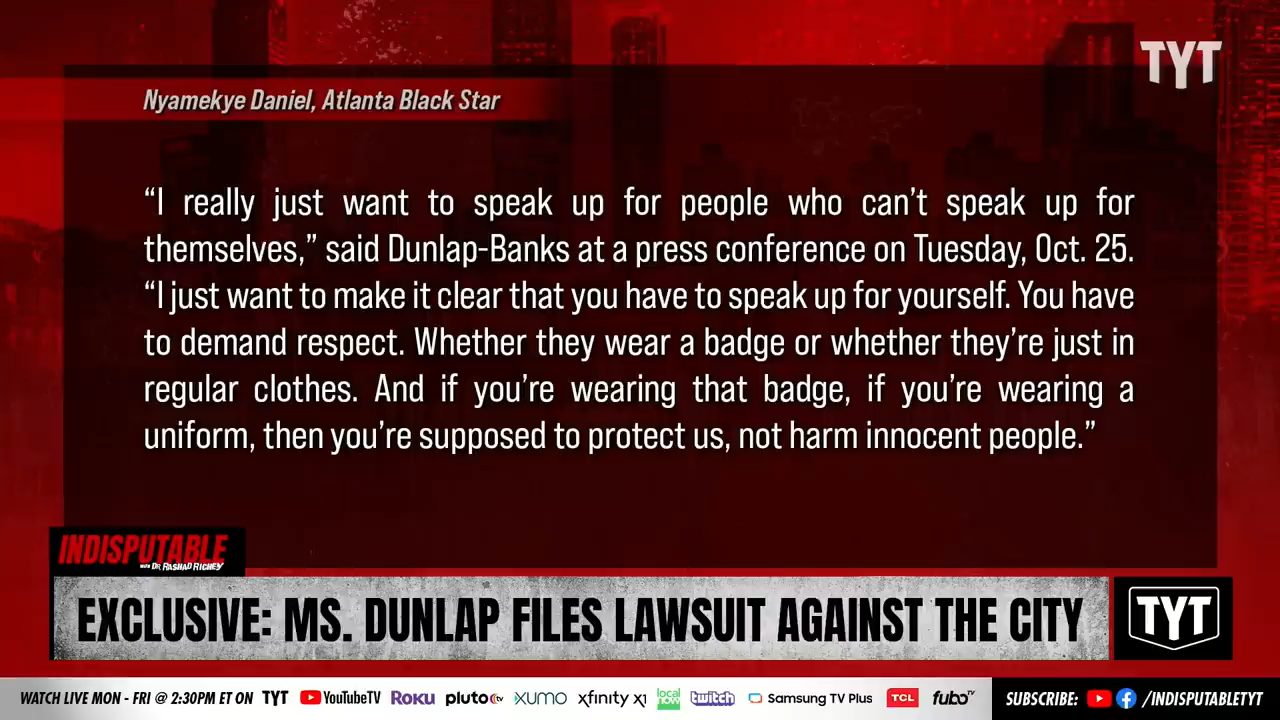 TYT
Nyamekye Daniel, Atlanta Black Star
“I really just want to speak up for people who can’t speak up for
themselves,” said Dunlap-Banks at a press conference on Tuesday, Oct. 25.
“I just want to make it clear that you have to speak up for yourself. You have
to demand respect. Whether they wear a badge or whether they’re just in
regular clothes. And if you’re wearing that badge, if you’re wearing a
uniform, then you’re supposed to protect us, not harm innocent people.”
INDISPUTABLE
WITH DR. RASHAD RICHEY
EXCLUSIVE: MS. DUNLAP FILES LAWSUIT AGAINST THE CITY
TYT
WATCH LIVE MON - FRI @ 2:30PM ET ON TYT YouTubeTV ROKU pluto tv XUMO xfinity x1 local now twitch SAMSUNG TV Plus TCL fubo TV SUBSCRIBE: /INDISPUTABLETYT